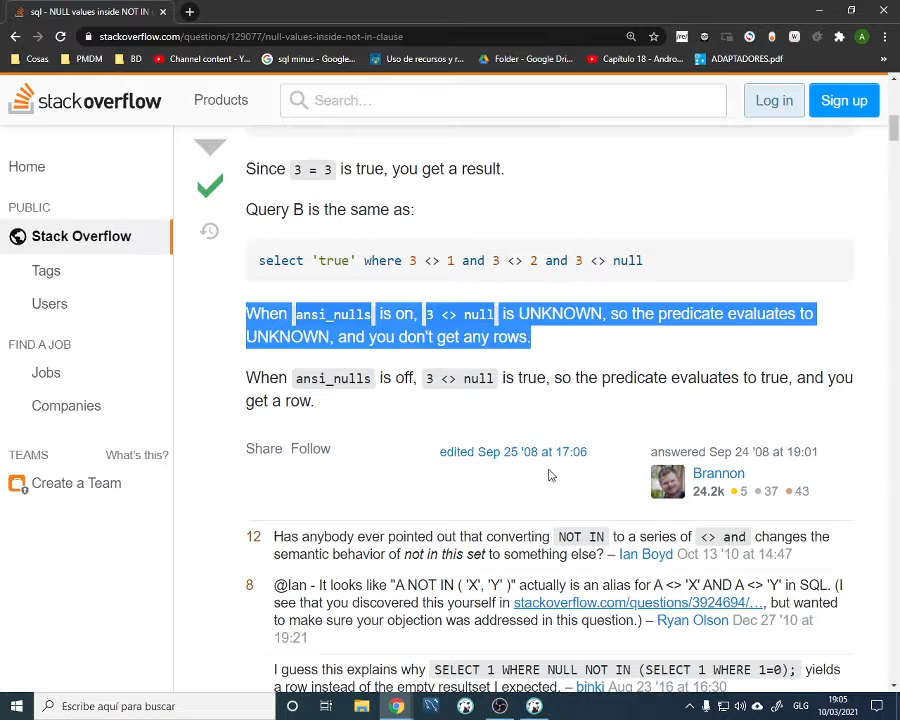 sql - NULL values inside NOT IN
stackoverflow.com/questions/129077/null-values-inside-not-in-clause
Cosas
PMDM
BD
Channel content - Y...
sql minus - Google...
Uso de recursos y r...
Folder - Google Driv...
Capítulo 18 - Andro...
ADAPTADORES.pdf
»
stackoverflow
Products
Search...
Log in
Sign up
Home
PUBLIC
Stack Overflow
Tags
Users
FIND A JOB
Jobs
Companies
TEAMS What's this?
Create a Team
Since 3 = 3 is true, you get a result.
Query B is the same as:
select 'true' where 3 <> 1 and 3 <> 2 and 3 <> null
When ansi_nulls is on, 3 <> null is UNKNOWN, so the predicate evaluates to
UNKNOWN, and you don't get any rows.
When ansi_nulls is off, 3 <> null is true, so the predicate evaluates to true, and you
get a row.
Share Follow
edited Sep 25 '08 at 17:06
answered Sep 24 '08 at 19:01
Brannon
24.2k 5 37 43
12 Has anybody ever pointed out that converting NOT IN to a series of <> and changes the
semantic behavior of not in this set to something else? – Ian Boyd Oct 13 '10 at 14:47
8 @Ian - It looks like "A NOT IN ( 'X', 'Y' )" actually is an alias for A <> 'X' AND A <> 'Y' in SQL. (I
see that you discovered this yourself in stackoverflow.com/questions/3924694/…, but wanted
to make sure your objection was addressed in this question.) – Ryan Olson Dec 27 '10 at
19:21
I guess this explains why SELECT 1 WHERE NULL NOT IN (SELECT 1 WHERE 1=0); yields
a row instead of the empty resultset I expected. – binki Aug 23 '16 at 16:30
Escribe aquí para buscar
GLG
19:05
10/03/2021